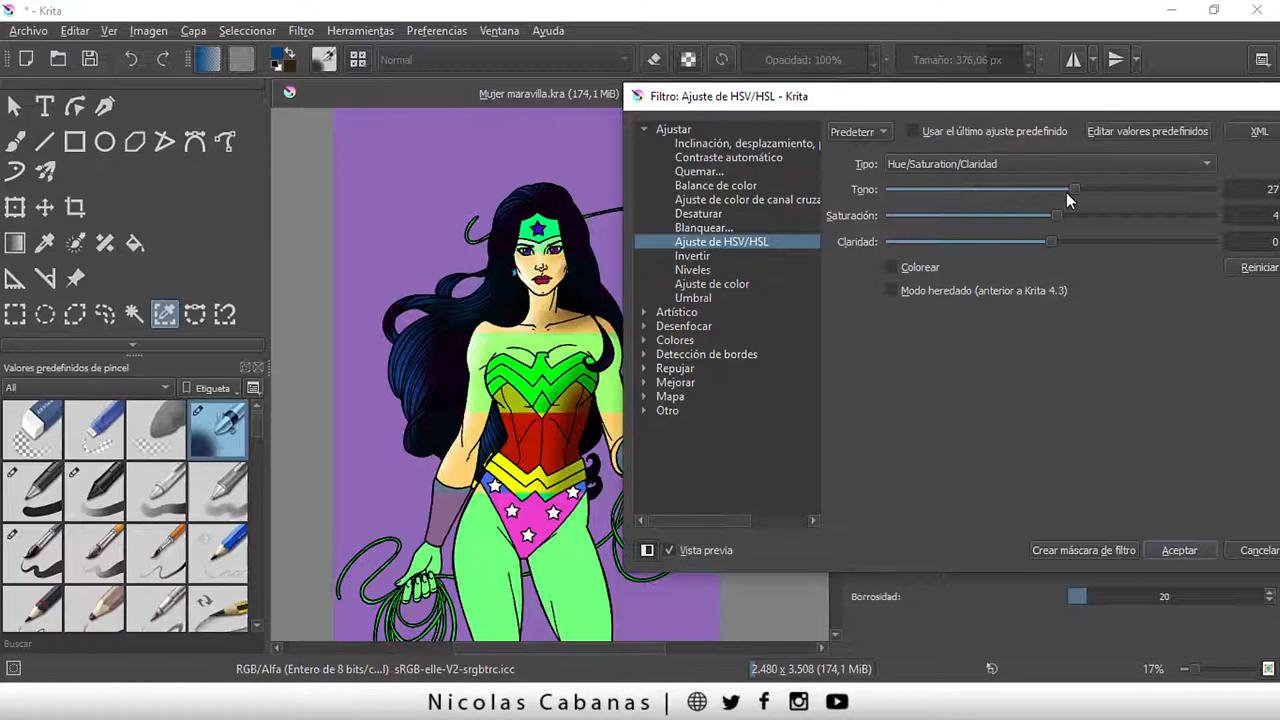 * - Krita
Archivo Editar Ver Imagen Capa Seleccionar Filtro Herramientas Preferencias Ventana Ayuda
Normal Opacidad: 100% Tamaño: 376,06 px
Mujer maravilla.kra (174,1 MiB)
Filtro: Ajuste de HSV/HSL - Krita
Ajustar
Inclinación, desplazamiento, p
Contraste automático
Quemar...
Balance de color
Ajuste de color de canal cruza
Desaturar
Blanquear...
Ajuste de HSV/HSL
Invertir
Niveles
Ajuste de color
Umbral
Artístico
Desenfocar
Colores
Detección de bordes
Repujar
Mejorar
Mapa
Otro
Predeterr Usar el último ajuste predefinido Editar valores predefinidos XML
Tipo: Hue/Saturation/Claridad
Tono: 27
Saturación: 4
Claridad: 0
Colorear Reiniciar
Modo heredado (anterior a Krita 4.3)
Vista previa Crear máscara de filtro Aceptar Cancelar
Valores predefinidos de pincel
All Etiqueta
Buscar
Borrosidad: 20
RGB/Alfa (Entero de 8 bits/c...l) sRGB-elle-V2-srgbtrc.icc 2.480 x 3.508 (174,1 MiB) 17%
Nicolas Cabanas |